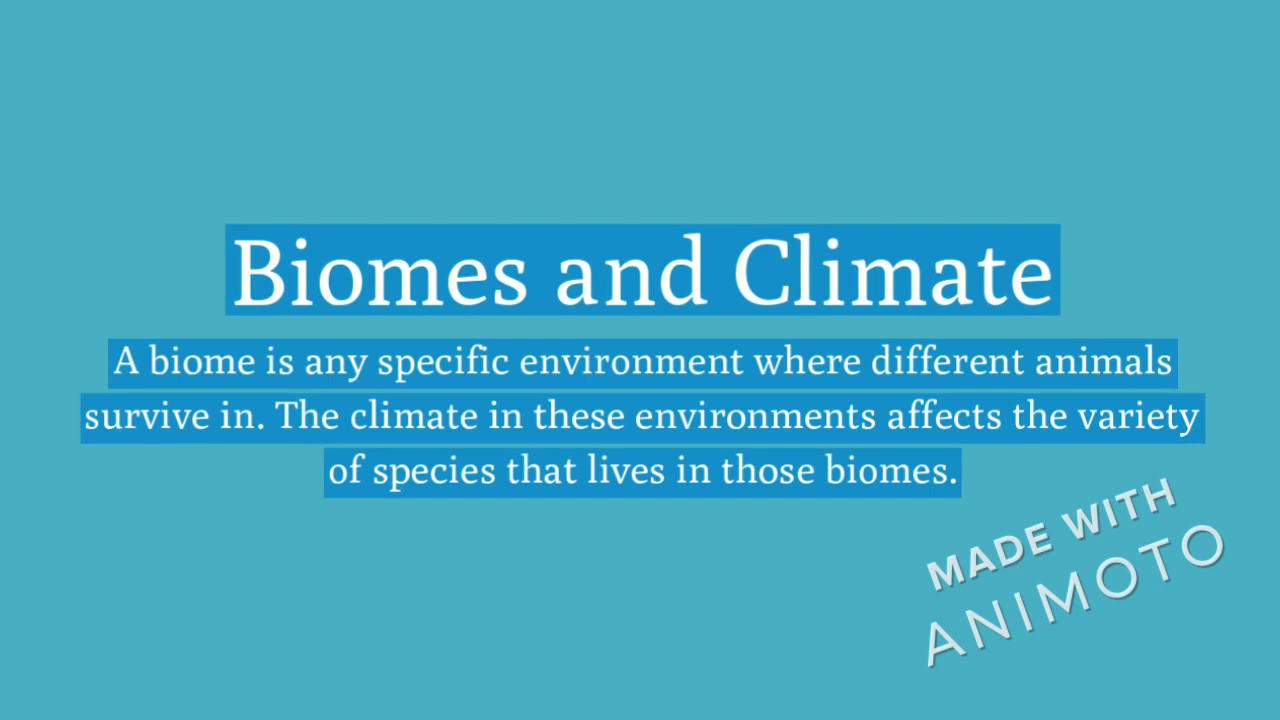 Biomes and Climate
A biome is any specific environment where different animals
survive in. The climate in these environments affects the variety
of species that lives in those biomes.
MADE WITH
ANIMOTO